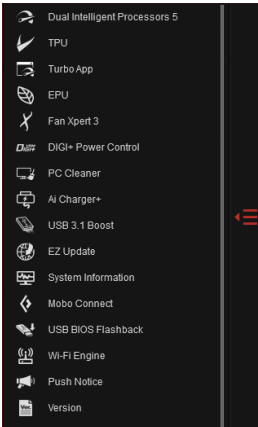 Dual Intelligent Processors 5
TPU
Turbo App
EPU
Fan Xpert 3
DIGI+ Power Control
PC Cleaner
Ai Charger+
USB 3.1 Boost
EZ Update
System Information
Mobo Connect
USB BIOS Flashback
Wi-Fi Engine
Push Notice
Ver. Version